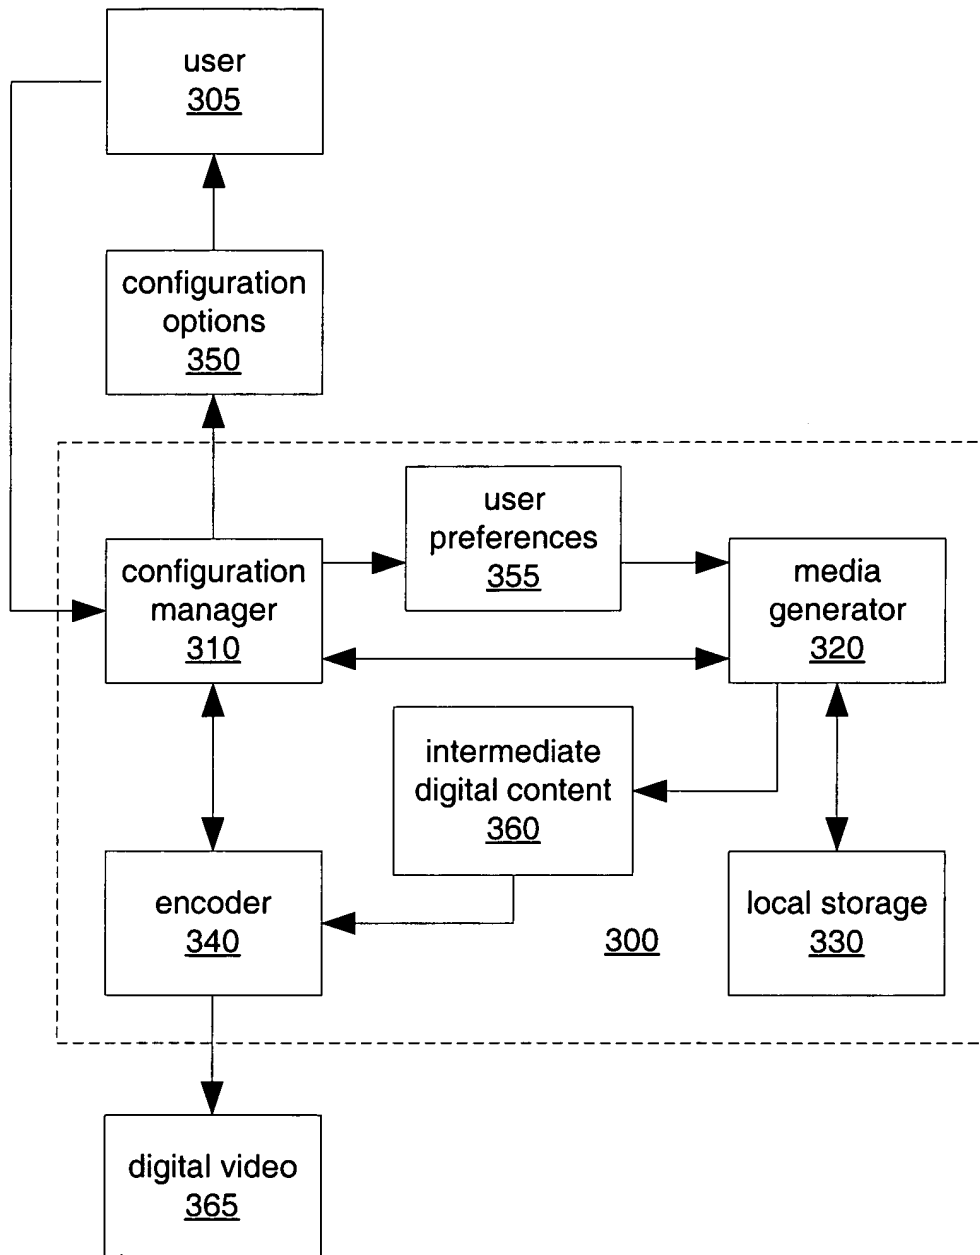 user
305
configuration
options
350
user
preferences
355
configuration
manager
310
media
generator
320
intermediate
digital content
360
encoder
340
300
local storage
330
digital video
365